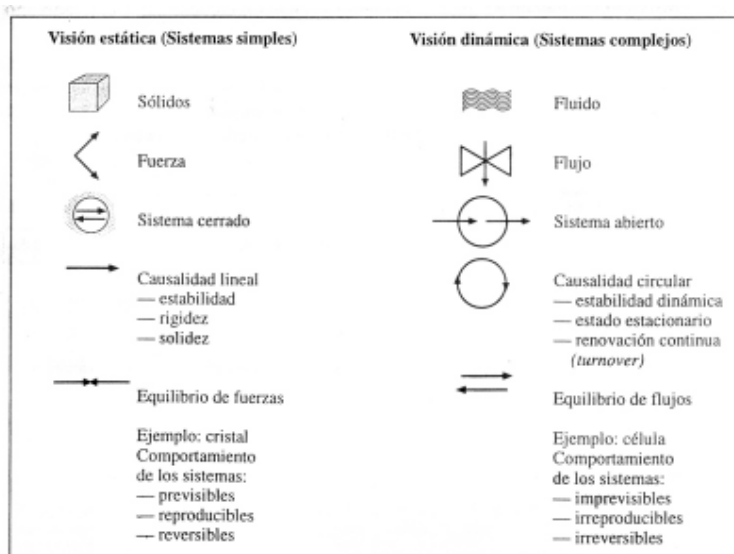 Visión estática (Sistemas simples)
Sólidos
Fuerza
Sistema cerrado
Causalidad lineal
— estabilidad
— rigidez
— solidez
Equilibrio de fuerzas
Ejemplo: cristal
Comportamiento
de los sistemas:
— previsibles
— reproducibles
— reversibles
Visión dinámica (Sistemas complejos)
Fluido
Flujo
Sistema abierto
Causalidad circular
— estabilidad dinámica
— estado estacionario
— renovación continua
(turnover)
Equilibrio de flujos
Ejemplo: célula
Comportamiento
de los sistemas:
— imprevisibles
— irreproducibles
— irreversibles